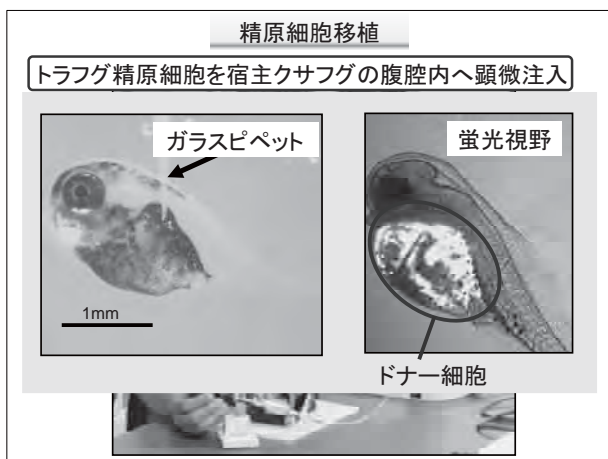 精原細胞移植
トラフグ精原細胞を宿主クサフグの腹腔内へ顕微注入
ガラスピペット
蛍光視野
1mm
ドナー細胞